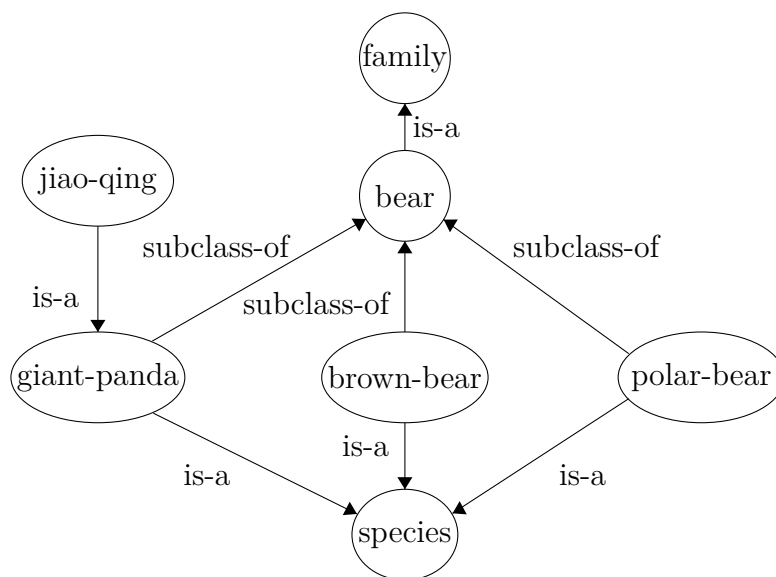 family
is-a
jiao-qing
bear
subclass-of
subclass-of
is-a
subclass-of
giant-panda
brown-bear
polar-bear
is-a
is-a
is-a
species